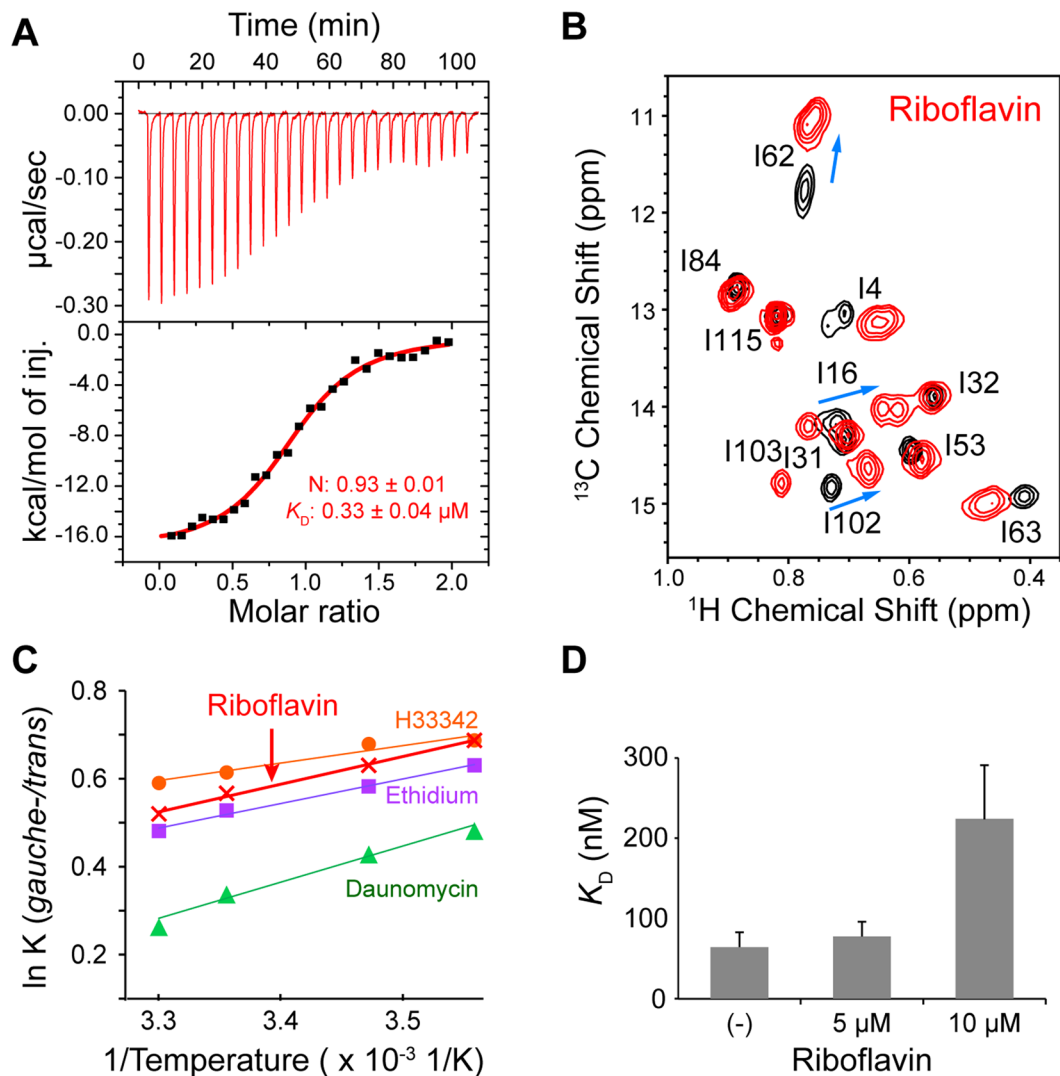 A
Time (min)
0 20 40 60 80 100
0.00
-0.10
-0.20
-0.30
µcal/sec
0.0
-4.0
-8.0
-12.0
-16.0
kcal/mol of inj.
N: 0.93 ± 0.01
KD: 0.33 ± 0.04 µM
0.0 0.5 1.0 1.5 2.0
Molar ratio
B
Riboflavin
11
12
13
14
15
13C Chemical Shift (ppm)
I62
I84
I4
I115
I16
I32
I103
I31
I53
I102
I63
1.0 0.8 0.6 0.4
1H Chemical Shift (ppm)
C
0.8
0.6
0.4
0.2
ln K (gauche-/trans)
Riboflavin
H33342
Ethidium
Daunomycin
3.3 3.4 3.5
1/Temperature ( x 10-3 1/K)
D
300
200
100
0
KD (nM)
(-) 5 µM 10 µM
Riboflavin